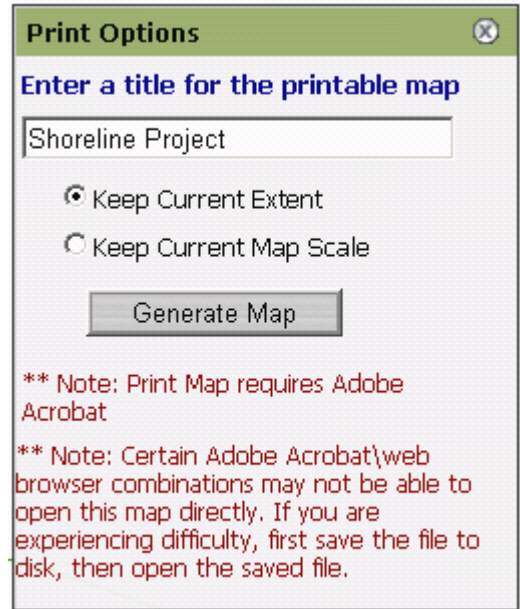 Print Options
Enter a title for the printable map
Shoreline Project
Keep Current Extent
Keep Current Map Scale
Generate Map
** Note: Print Map requires Adobe
Acrobat
** Note: Certain Adobe Acrobat\web
browser combinations may not be able to
open this map directly. If you are
experiencing difficulty, first save the file to
disk, then open the saved file.